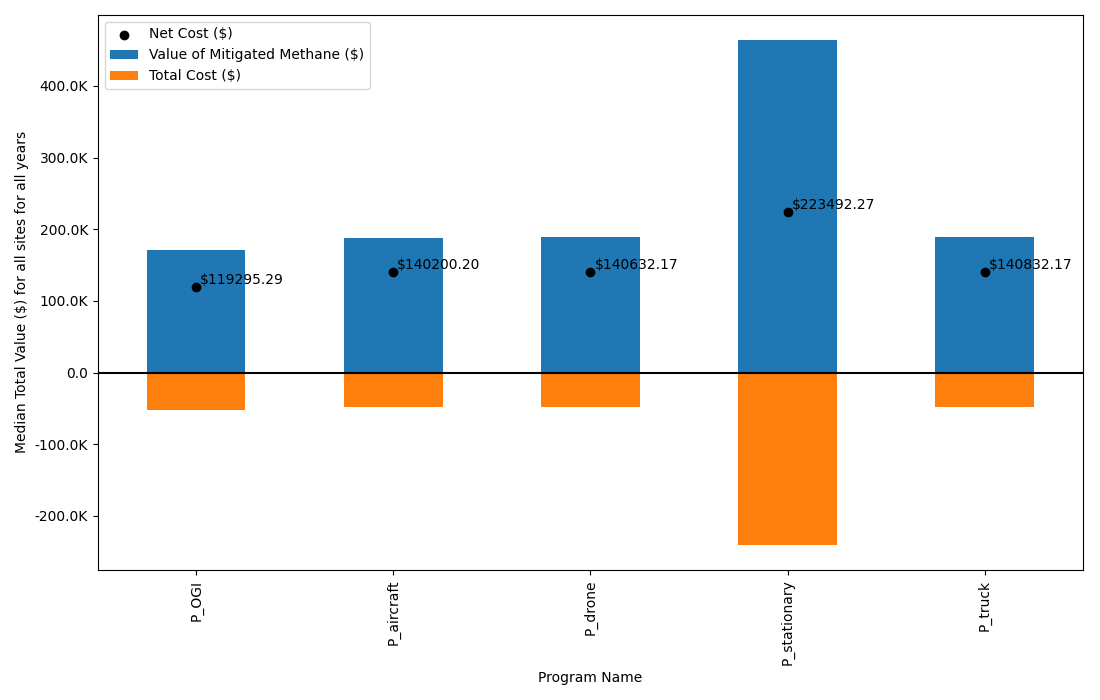 Net Cost ($)
Value of Mitigated Methane ($)
Total Cost ($)
Median Total Value ($) for all sites for all years
400.0K
300.0K
200.0K
100.0K
0.0
-100.0K
-200.0K
$119295.29
$140200.20
$140632.17
$223492.27
$140832.17
P_OGI
P_aircraft
P_drone
P_stationary
P_truck
Program Name